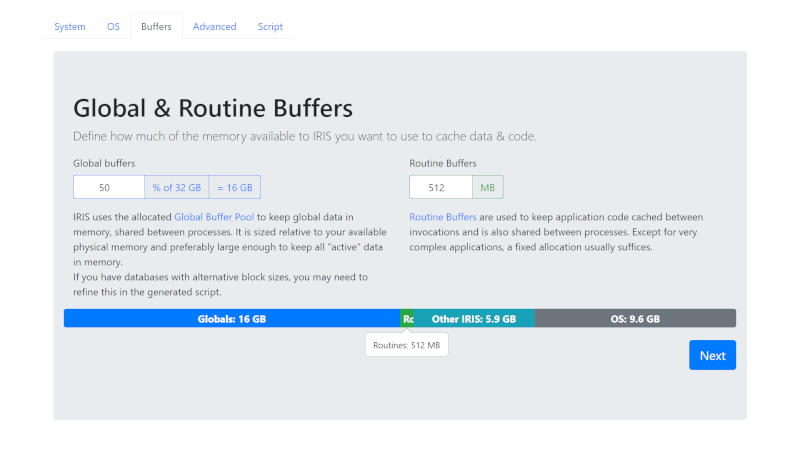 System OS Buffers Advanced Script
Global & Routine Buffers
Define how much of the memory available to IRIS you want to use to cache data & code.
Global buffers
50 % of 32 GB = 16 GB
IRIS uses the allocated Global Buffer Pool to keep global data in
memory, shared between processes. It is sized relative to your available
physical memory and preferably large enough to keep all "active" data
in memory.
If you have databases with alternative block sizes, you may need to
refine this in the generated script.
Routine Buffers
512 MB
Routine Buffers are used to keep application code cached between
invocations and is also shared between processes. Except for very
complex applications, a fixed allocation usually suffices.
Globals: 16 GB Rc Other IRIS: 5.9 GB OS: 9.6 GB
Routines: 512 MB
Next